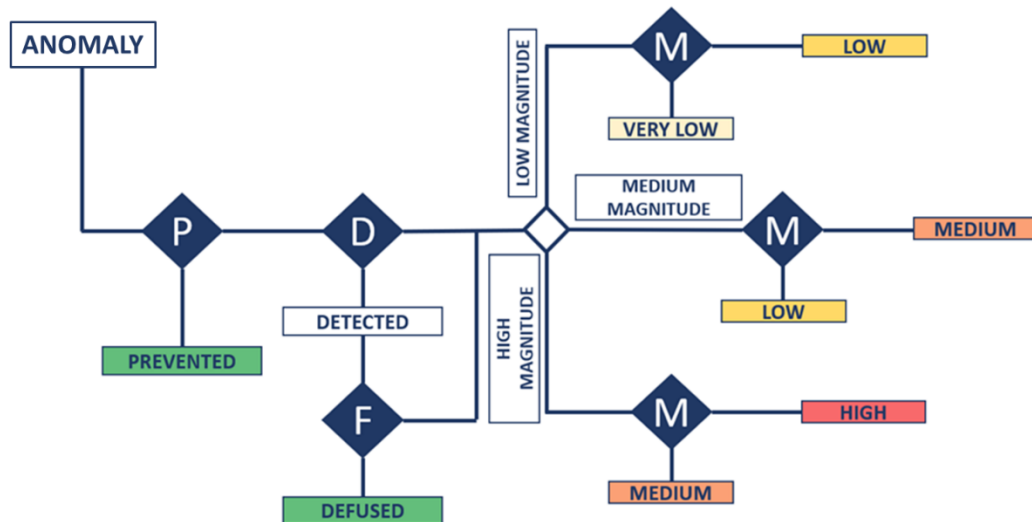 ANOMALY
M
LOW
LOW MAGNITUDE
VERY LOW
MEDIUM
MAGNITUDE
P
D
M
MEDIUM
HIGH
MAGNITUDE
DETECTED
LOW
PREVENTED
F
M
HIGH
DEFUSED
MEDIUM